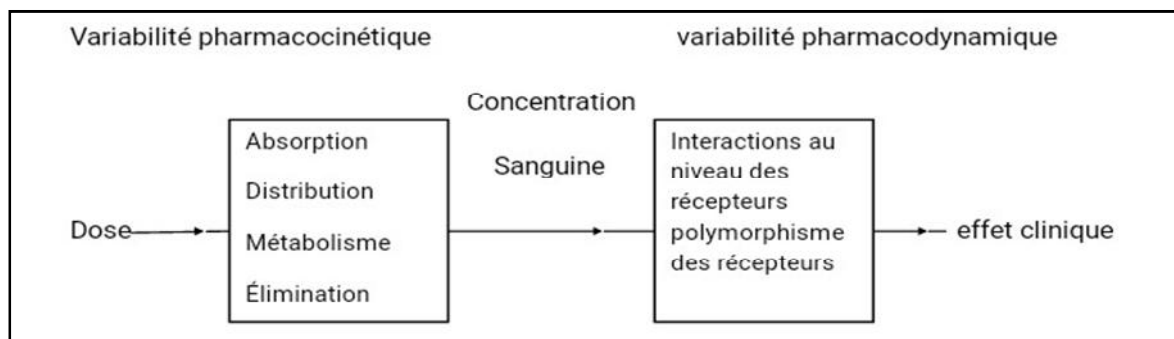 Variabilité pharmacocinétique
variabilité pharmacodynamique
Concentration
Sanguine
Dose
Absorption
Distribution
Métabolisme
Élimination
Interactions au
niveau des
récepteurs
polymorphisme
des récepteurs
effet clinique